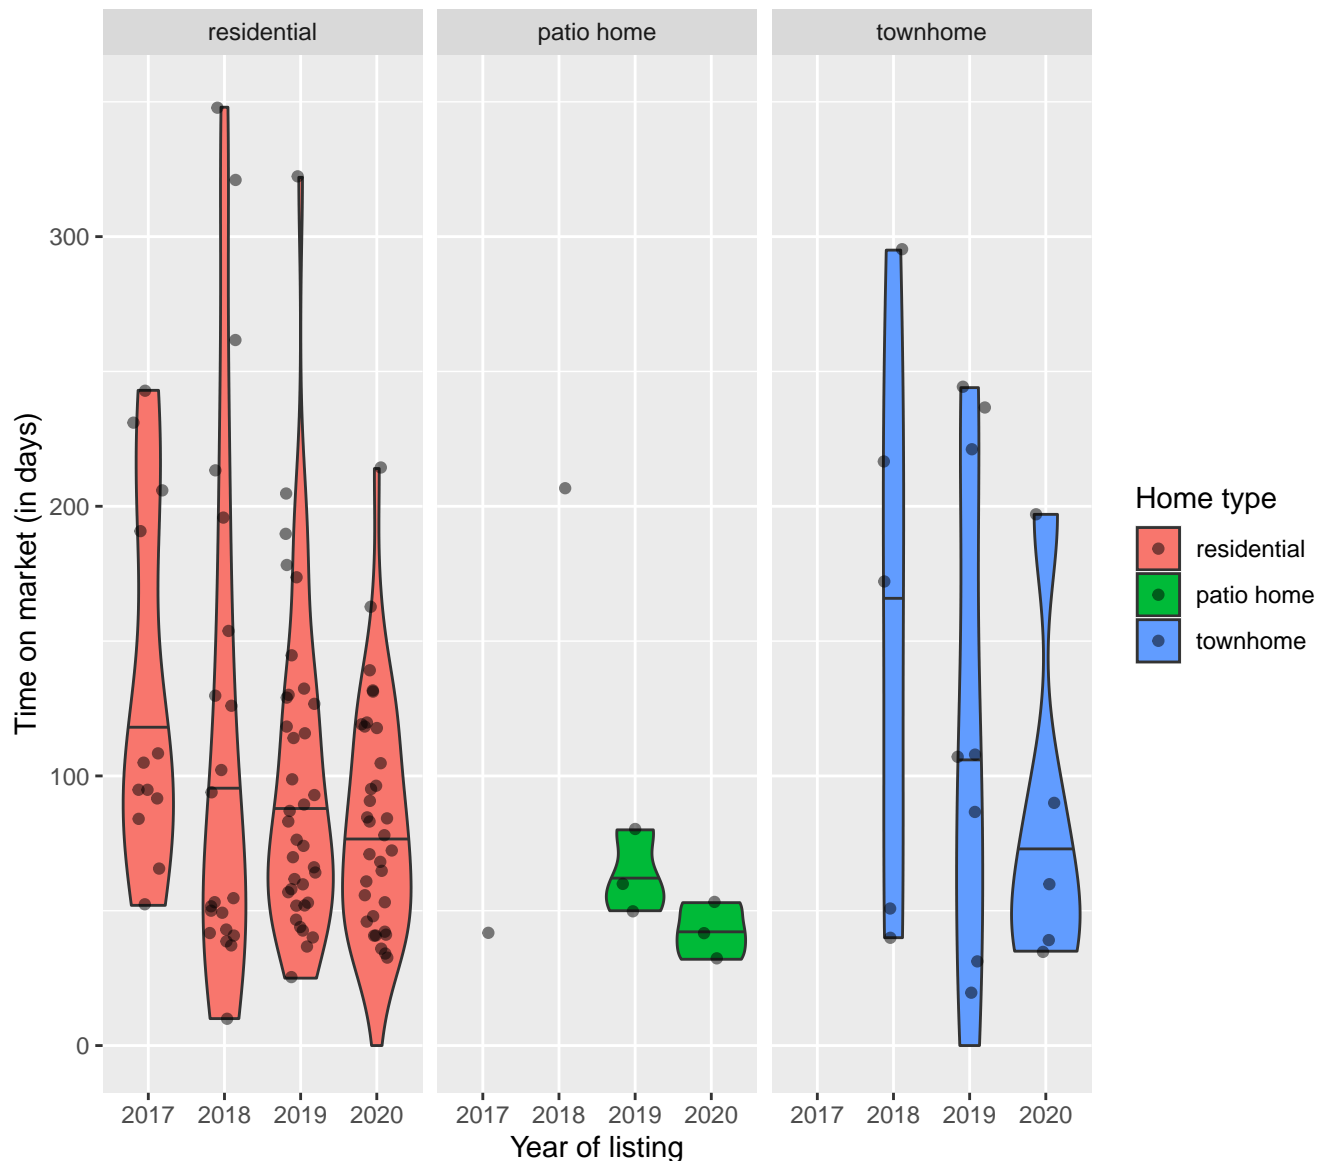 residential
patio home
townhome
Time on market (in days)
300
200
100
0
2017 2018 2019 2020
2017 2018 2019 2020
2017 2018 2019 2020
Year of listing
Home type
residential
patio home
townhome